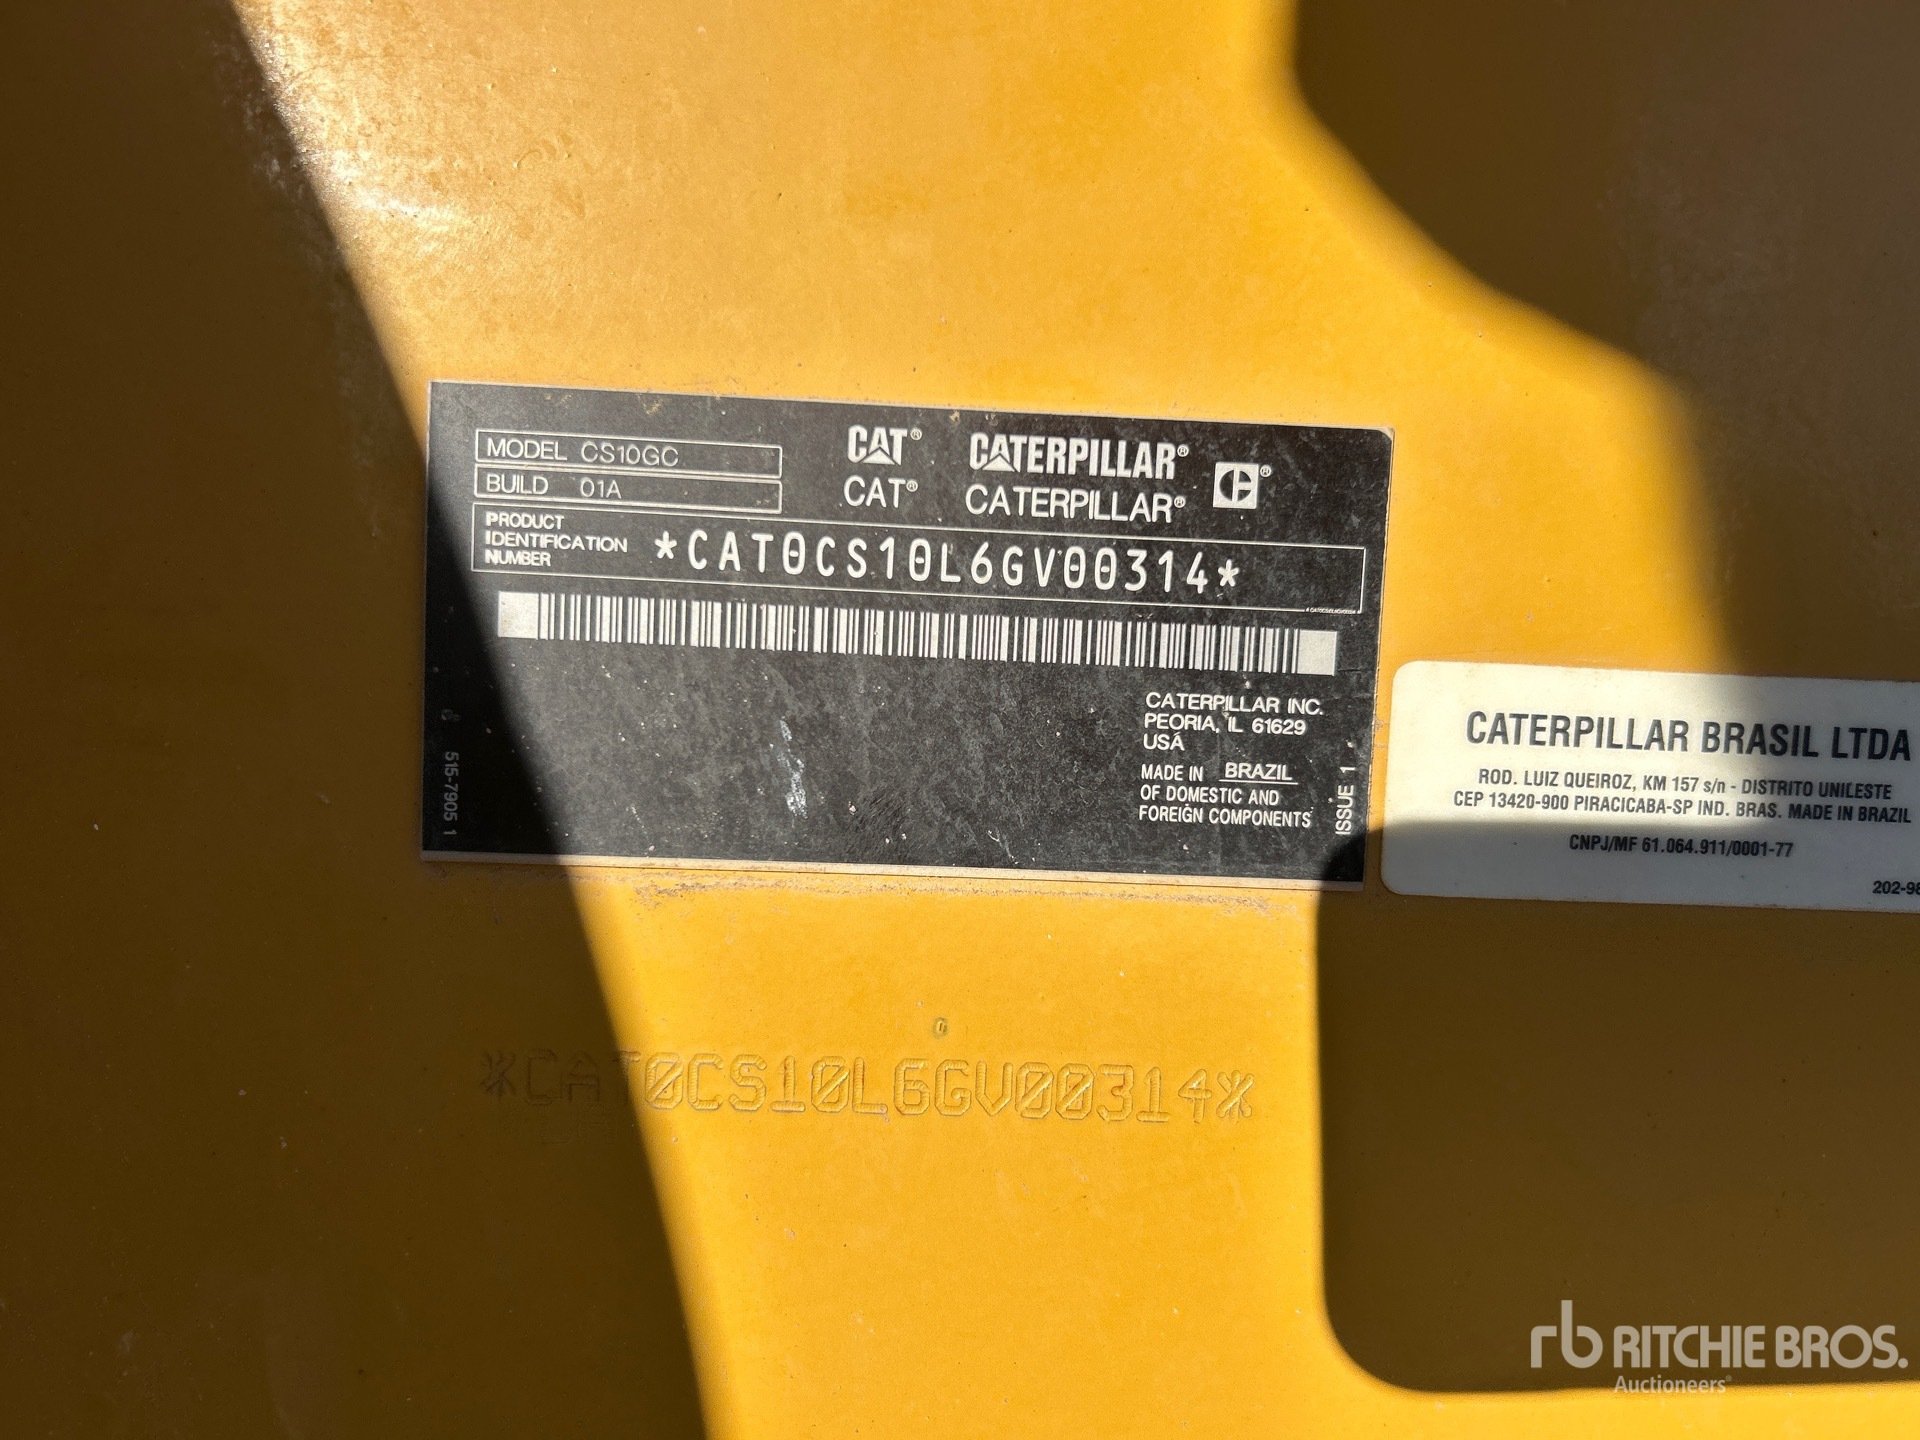 MODEL CS10GC
BUILD 01A
CAT® CATERPILLAR®
CAT® CATERPILLAR®
PRODUCT
IDENTIFICATION
NUMBER
*CAT0CS10L6GV00314*
CATERPILLAR INC.
PEORIA, IL 61629
USA
MADE IN BRAZIL
OF DOMESTIC AND
FOREIGN COMPONENTS
ISSUE 1
515-7905 1
CATERPILLAR BRASIL LTDA
ROD. LUIZ QUEIROZ, KM 157 s/n - DISTRITO UNILESTE
CEP 13420-900 PIRACICABA-SP IND. BRAS. MADE IN BRAZIL
CNPJ/MF 61.064.911/0001-77
202-98
*CAT0CS10L6GV00314*
rb RITCHIE BROS.
Auctioneers®